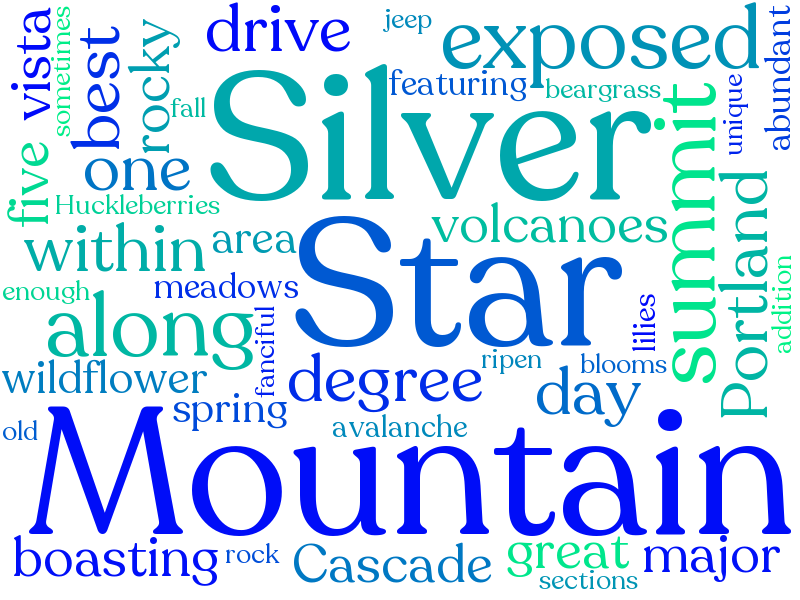 drive
jeep
exposed
vista
sometimes
best
rocky
fall
Silver
featuring
beargrass
unique
abundant
one
five
Huckleberries
within
area
volcanoes
summit
Portland
enough
meadows
Star
along
fanciful
lilies
addition
wildflower
spring
degree
ripen
blooms
day
old
avalanche
Mountain
boasting
rock
Cascade
great
major
sections